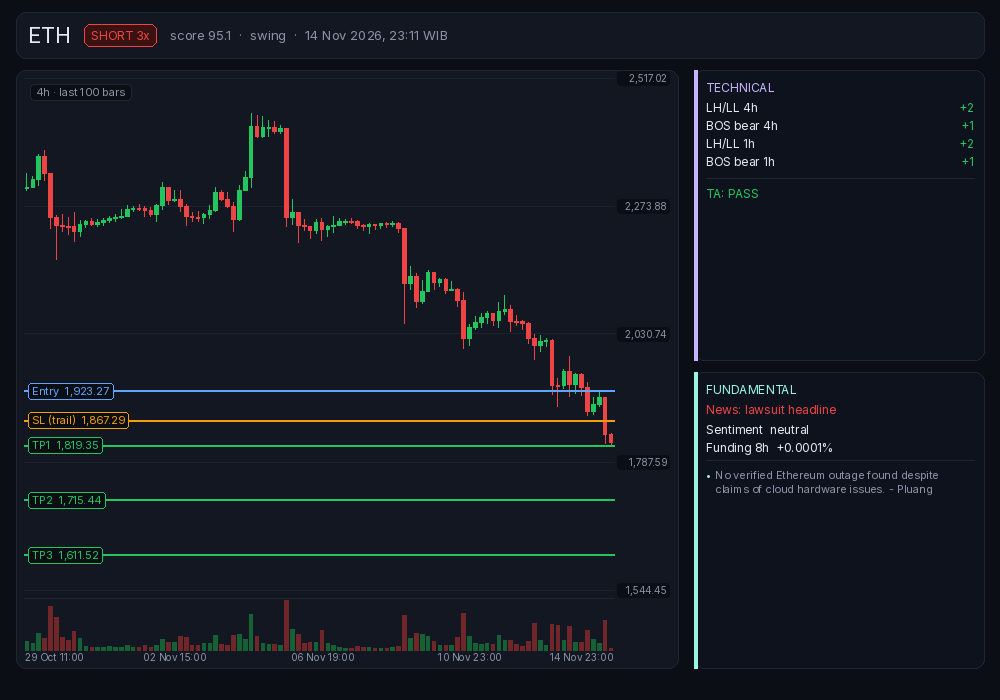 ETH SHORT 3x score 95.1 · swing · 14 Nov 2026, 23:11 WIB
4h · last 100 bars
2,517.02
2,273.88
2,030.74
Entry 1,923.27
SL (trail) 1,867.29
TP1 1,819.35
1,787.59
TP2 1,715.44
TP3 1,611.52
1,544.45
29 Oct 11:00 02 Nov 15:00 06 Nov 19:00 10 Nov 23:00 14 Nov 23:00
TECHNICAL
LH/LL 4h +2
BOS bear 4h +1
LH/LL 1h +2
BOS bear 1h +1
TA: PASS
FUNDAMENTAL
News: lawsuit headline
Sentiment neutral
Funding 8h +0.0001%
• No verified Ethereum outage found despite
claims of cloud hardware issues. - Pluang